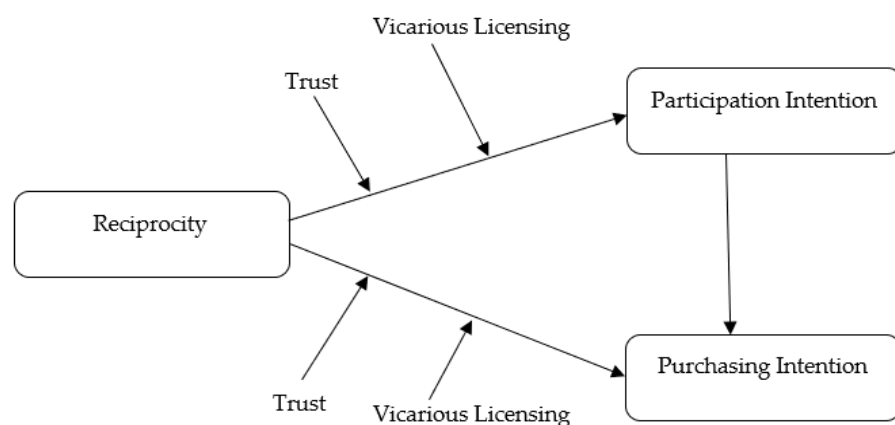 Vicarious Licensing
Trust
Participation Intention
Reciprocity
Purchasing Intention
Trust
Vicarious Licensing